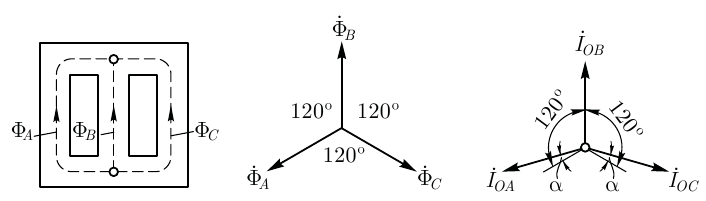 Φ_A Φ_B Φ_C
Φ̇_B
120° 120°
120°
Φ̇_A Φ̇_C
İ_OB
120° 120°
İ_OA α α İ_OC